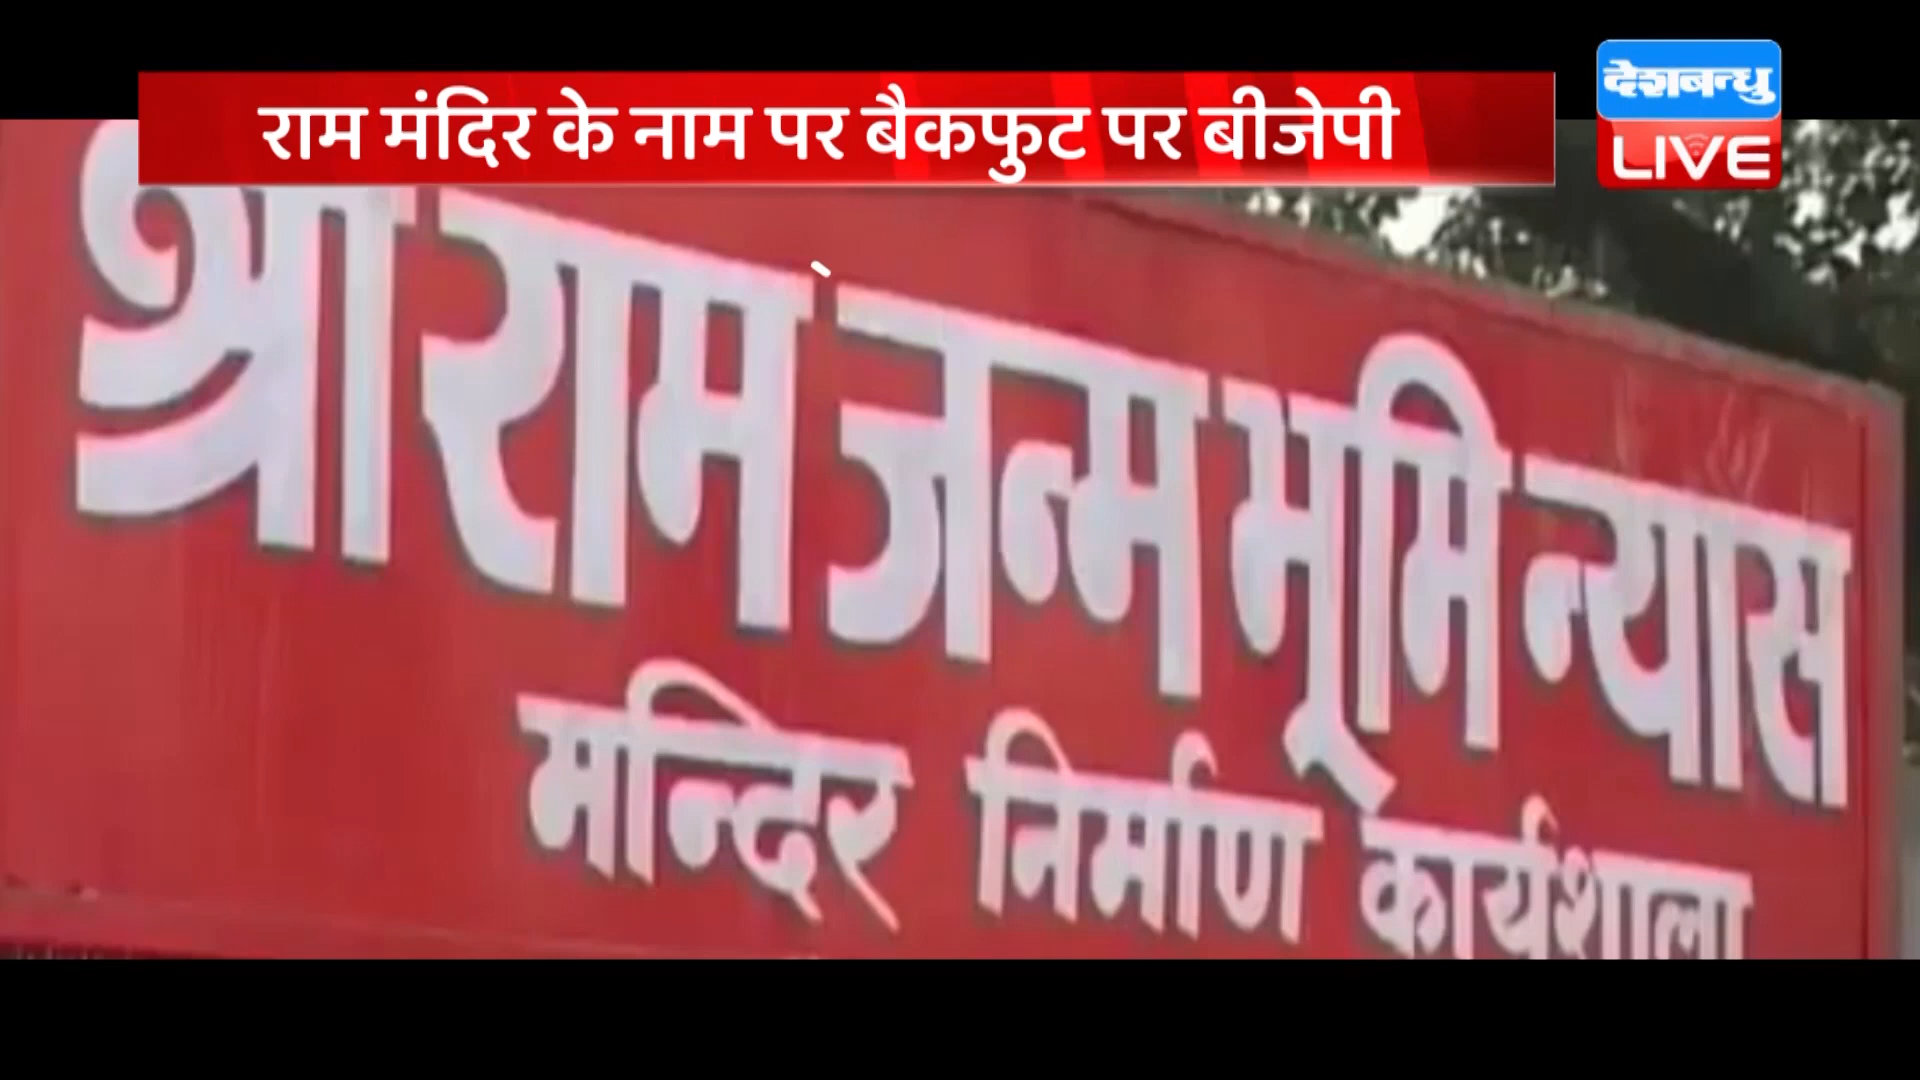 राम मंदिर के नाम पर बैकफुट पर बीजेपी
देशबन्धु
LIVE
श्री राम जन्म भूमि न्यास
मन्दिर निर्माण कार्यशाला